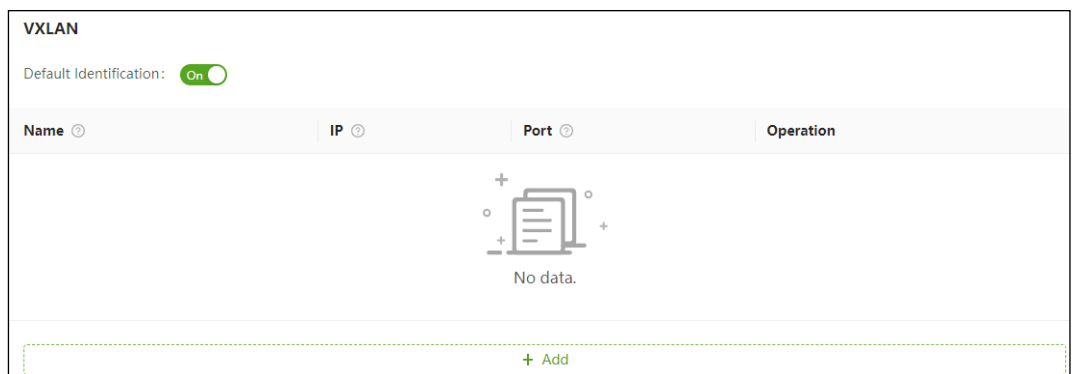 VXLAN
Default Identification: On
Name IP Port Operation
No data.
+ Add